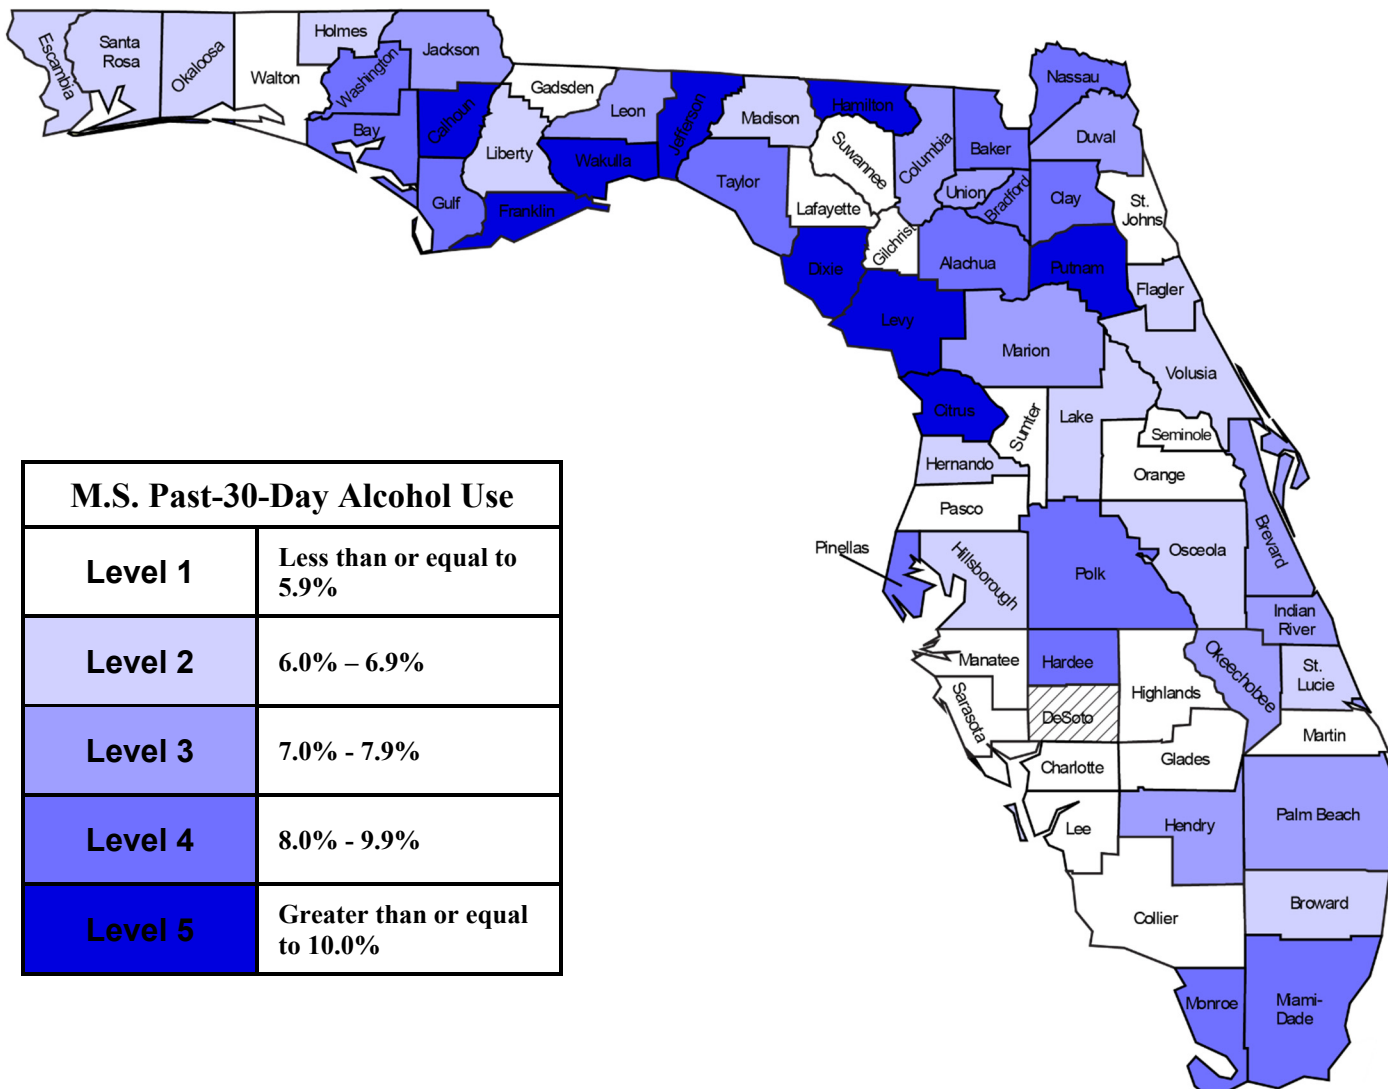 Escambia
Santa
Rosa
Okaloosa
Walton
Holmes
Washington
Jackson
Bay
Calhoun
Gulf
Liberty
Gadsden
Franklin
Leon
Wakulla
Jefferson
Madison
Taylor
Hamilton
Suwannee
Lafayette
Dixie
Columbia
Gilchrist
Baker
Union
Bradford
Alachua
Levy
Nassau
Duval
Clay
St.
Johns
Putnam
Flagler
Marion
Volusia
Citrus
Sumter
Lake
Seminole
Orange
Hernando
Pasco
Pinellas
Hillsborough
Polk
Osceola
Brevard
Indian
River
Manatee
Hardee
Highlands
Okeechobee
St.
Lucie
Sarasota
DeSoto
Martin
Charlotte
Glades
Lee
Hendry
Palm Beach
Collier
Broward
Monroe
Miami-
Dade
M.S. Past-30-Day Alcohol Use
Level 1
Less than or equal to
5.9%
Level 2
6.0% – 6.9%
Level 3
7.0% - 7.9%
Level 4
8.0% - 9.9%
Level 5
Greater than or equal
to 10.0%